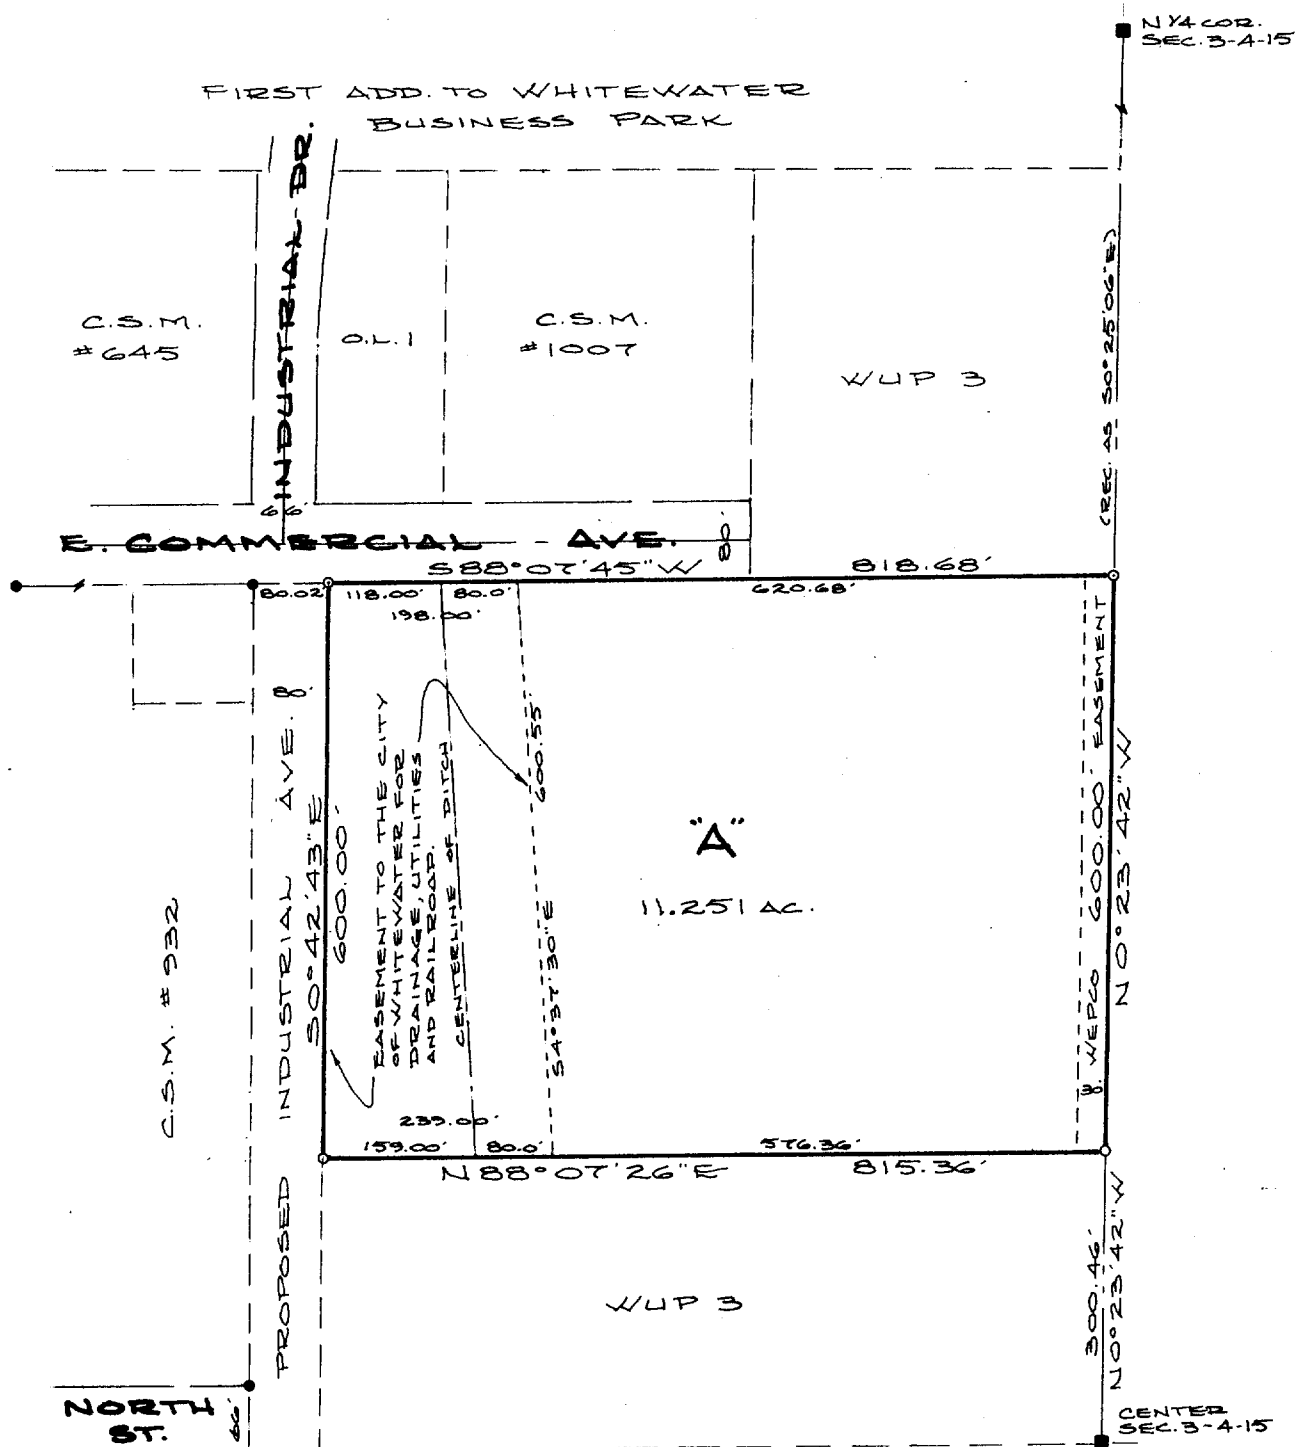 N 1/4 COR.
SEC. 3-4-15
FIRST ADD. TO WHITEWATER
BUSINESS PARK
INDUSTRIAL DR.
C.S.M.
#645
O.L. 1
C.S.M.
#1007
WUP 3
(REC. AS S0°25'06"E)
66'
E. COMMERCIAL AVE.
80'
S88°07'45"W 818.68'
80.02' 118.00' 80.0' 620.68'
198.00'
PROPOSED INDUSTRIAL AVE. 80'
S0°42'43"E
600.00'
EASEMENT TO THE CITY
OF WHITEWATER FOR
DRAINAGE, UTILITIES
AND RAILROAD.
CENTERLINE OF DITCH
600.55'
S4°37'30"E
"A"
11.251 AC.
30' WEPCO 600.00' EASEMENT
N0°23'42"W
C.S.M. #932
239.00'
159.00' 80.0' 576.36'
N88°07'26"E 815.36'
WUP 3
300.46'
N0°23'42"W
NORTH
ST.
66'
CENTER
SEC. 3-4-15